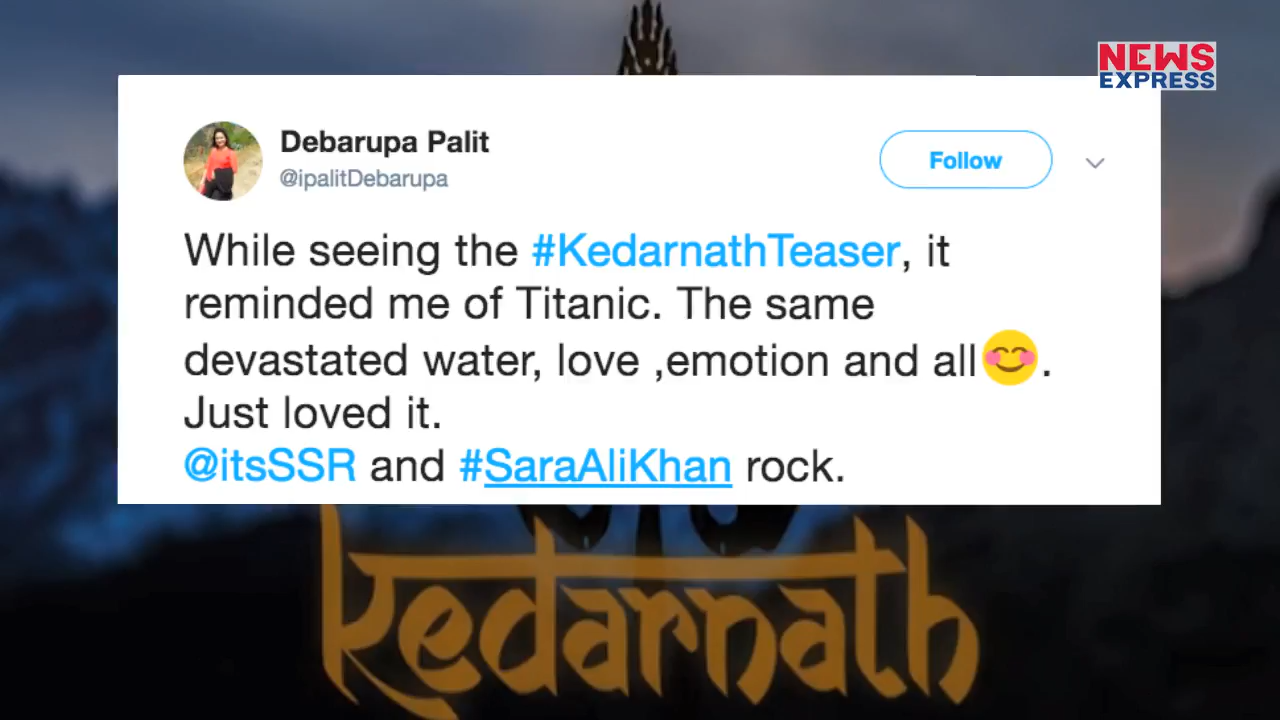 NEWS
EXPRESS
Debarupa Palit
@ipalitDebarupa
Follow
While seeing the #KedarnathTeaser, it
reminded me of Titanic. The same
devastated water, love ,emotion and all😊.
Just loved it.
@itsSSR and #SaraAliKhan rock.
kedarnath